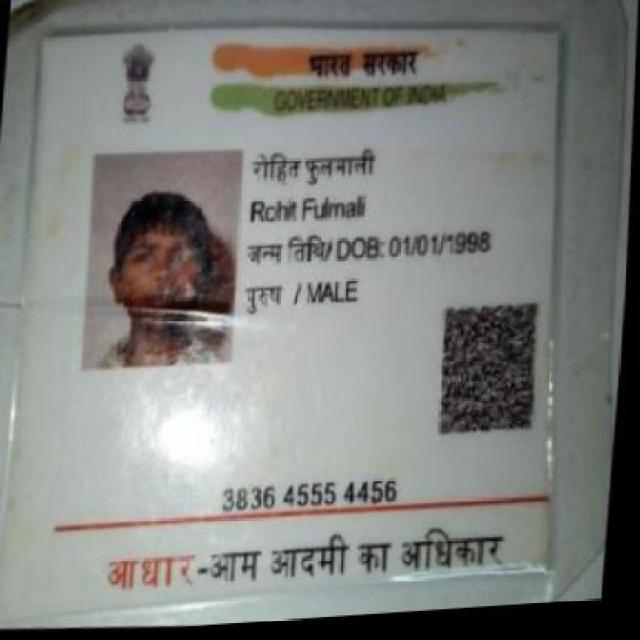 भारत सरकार
GOVERNMENT OF INDIA
रोहित फुलमाली
Rohit Fulmali
जन्म तिथि/ DOB: 01/01/1998
पुरुष / MALE
3836 4555 4456
आधार-आम आदमी का अधिकार